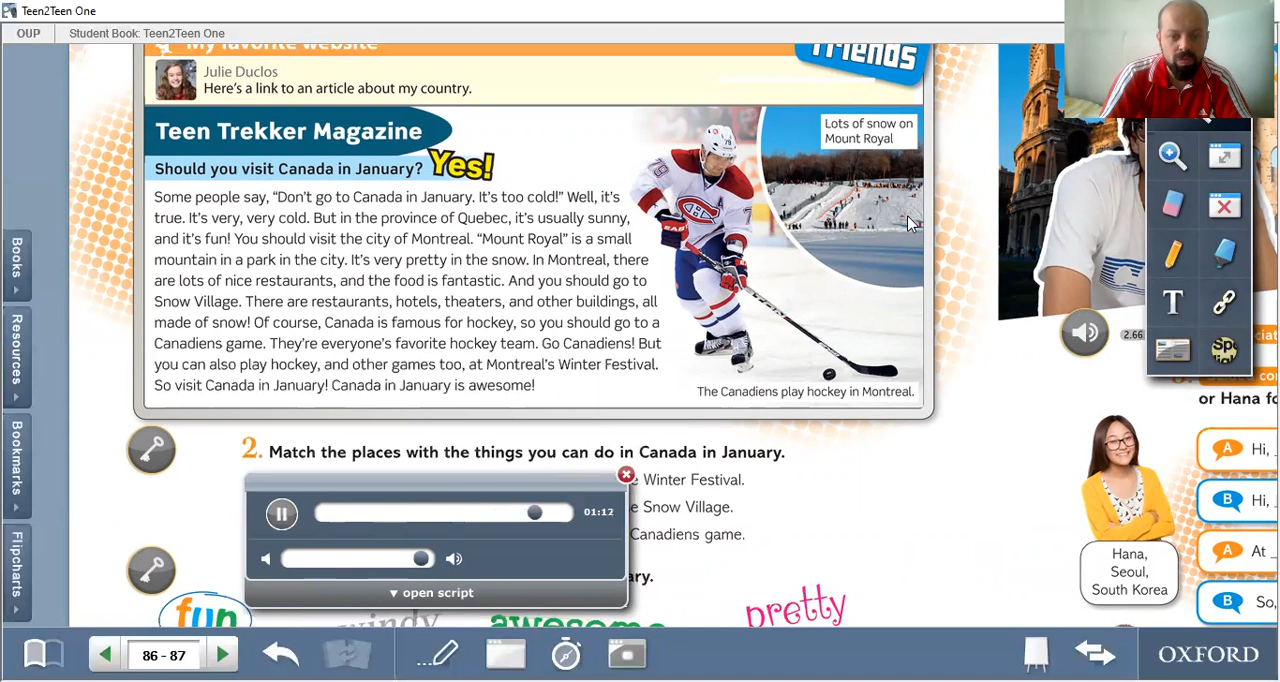 Teen2Teen One
OUP
Student Book: Teen2Teen One
My favorite website
friends
Julie Duclos
Here's a link to an article about my country.
Teen Trekker Magazine
Should you visit Canada in January? Yes!
Some people say, "Don't go to Canada in January. It's too cold!" Well, it's
true. It's very, very cold. But in the province of Quebec, it's usually sunny,
and it's fun! You should visit the city of Montreal. "Mount Royal" is a small
mountain in a park in the city. It's very pretty in the snow. In Montreal, there
are lots of nice restaurants, and the food is fantastic. And you should go to
Snow Village. There are restaurants, hotels, theaters, and other buildings, all
made of snow! Of course, Canada is famous for hockey, so you should go to a
Canadiens game. They're everyone's favorite hockey team. Go Canadiens! But
you can also play hockey, and other games too, at Montreal's Winter Festival.
So visit Canada in January! Canada in January is awesome!
Lots of snow on
Mount Royal
79
The Canadiens play hockey in Montreal.
2. Match the places with the things you can do in Canada in January.
Winter Festival.
Snow Village.
Canadiens game.
01:12
open script
fun
windy
awesome
pretty
Books
Resources
Bookmarks
Flipcharts
T
2.66
or Hana fo
A Hi,
B Hi,
A At
B So,
Hana,
Seoul,
South Korea
86 - 87
OXFORD